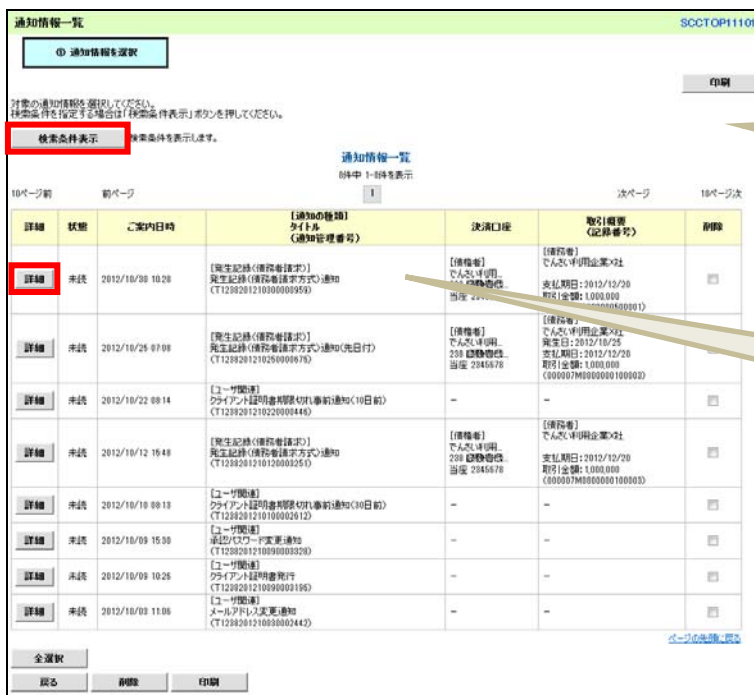 通知情報一覧
SCCTOP11101
① 通知情報を選択
印刷
対象の通知情報を選択してください。
検索条件を指定する場合は「検索条件表示」ボタンを押してください。
検索条件表示 検索条件を表示します。
通知情報一覧
8件中 1-8件を表示
10ページ前 前ページ 1 次ページ 10ページ次
詳細 状態 ご案内日時 [通知の種類] タイトル (通知管理番号) 決済口座 取引概要 (記録番号) 削除
詳細 未読 2012/10/30 10:28
[発生記録(債務者請求)]
発生記録(債務者請求方式)通知
(T1238201210300000959)
[債権者]
でんさい利用_
当座
[債務者]
でんさい利用企業X社
支払期日:2012/12/20
取引金額:1,000,000
詳細 未読 2012/10/25 07:08
[発生記録(債務者請求)]
発生記録(債務者請求方式)通知(先日付)
(T1238201210250000676)
[債権者]
でんさい利用_
238
当座 2345678
[債務者]
でんさい利用企業X社
発生日:2012/10/25
支払期日:2012/12/20
取引金額:1,000,000
(000007M0000000100002)
詳細 未読 2012/10/22 08:14
[ユーザ関連]
クライアント証明書期限切れ事前通知(10日前)
(T1238201210220000446)
-
-
詳細 未読 2012/10/12 15:48
[発生記録(債務者請求)]
発生記録(債務者請求方式)通知
(T1238201210120003251)
[債権者]
でんさい利用_
238
当座 2345678
[債務者]
でんさい利用企業X社
支払期日:2012/12/20
取引金額:1,000,000
(000007M0000000100003)
詳細 未読 2012/10/10 08:13
[ユーザ関連]
クライアント証明書期限切れ事前通知(30日前)
(T1238201210100002612)
-
-
詳細 未読 2012/10/09 15:30
[ユーザ関連]
承認パスワード変更通知
(T1238201210090003328)
-
-
詳細 未読 2012/10/09 10:26
[ユーザ関連]
クライアント証明書発行
(T1238201210090003195)
-
-
詳細 未読 2012/10/03 11:06
[ユーザ関連]
メールアドレス変更通知
(T1238201210030002442)
-
-
ページの先頭に戻る
全選択
戻る 削除 印刷